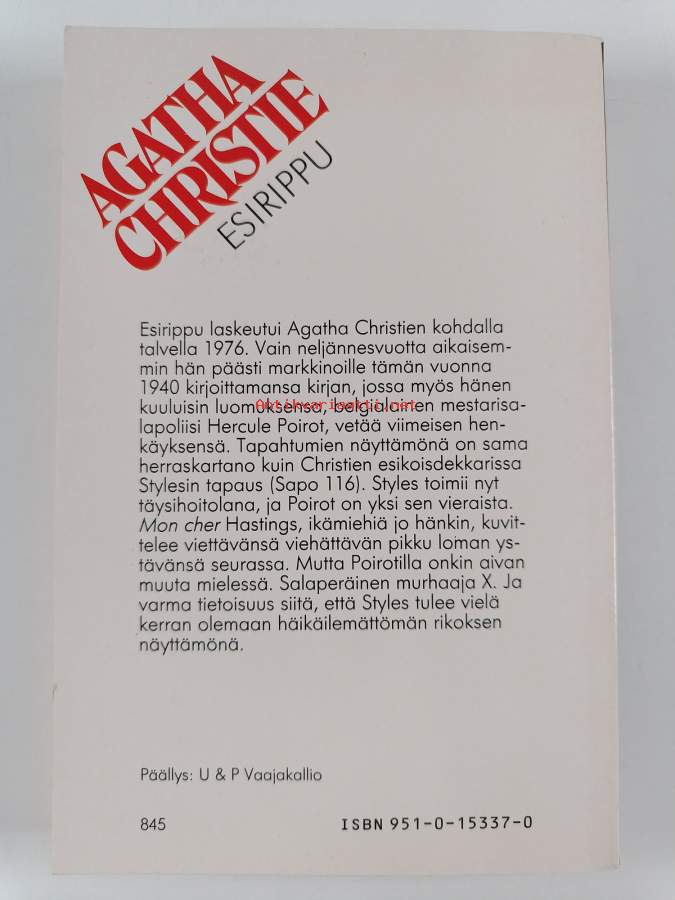 AGATHA
CHRISTIE
ESIRIPPU
Esirippu laskeutui Agatha Christien kohdalla
talvella 1976. Vain neljännesvuotta aikaisem-
min hän päästi markkinoille tämän vuonna
1940 kirjoittamansa kirjan, jossa myös hänen
kuuluisin luomuksensa, belgialainen mestarisa-
Antikvariaatti.net
lapoliisi Hercule Poirot, vetää viimeisen hen-
käyksensä. Tapahtumien näyttämönä on sama
herraskartano kuin Christien esikoisdekkarissa
Stylesin tapaus (Sapo 116). Styles toimii nyt
täysihoitolana, ja Poirot on yksi sen vieraista.
Mon cher Hastings, ikämiehiä jo hänkin, kuvit-
telee viettävänsä viehättävän pikku loman ys-
tävänsä seurassa. Mutta Poirotilla onkin aivan
muuta mielessä. Salaperäinen murhaaja X. Ja
varma tietoisuus siitä, että Styles tulee vielä
kerran olemaan häikäilemättömän rikoksen
näyttämönä.
Päällys: U & P Vaajakallio
845 ISBN 951-0-15337-0